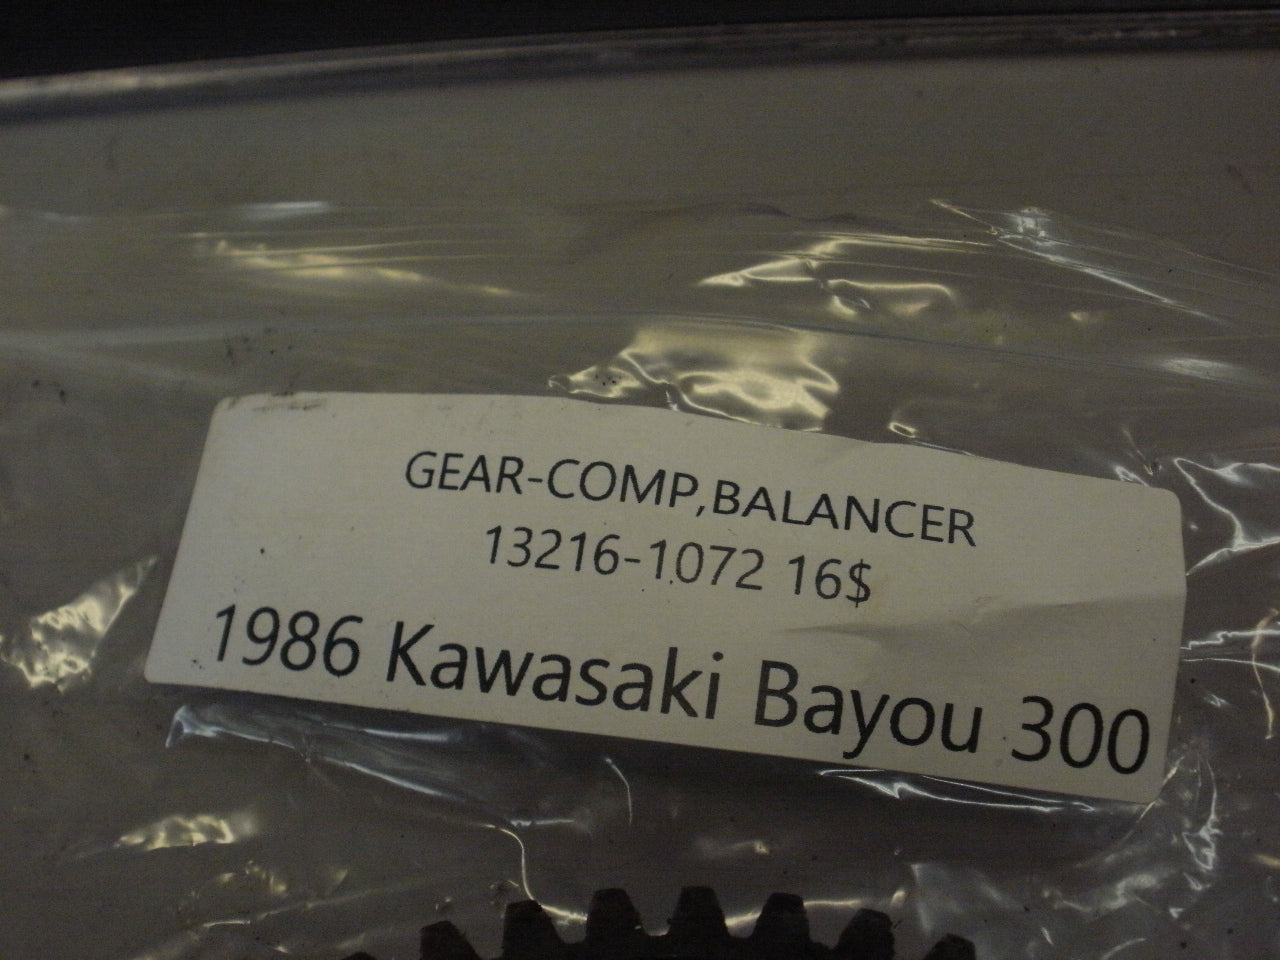 GEAR-COMP,BALANCER
13216-1072 16$
1986 Kawasaki Bayou 300